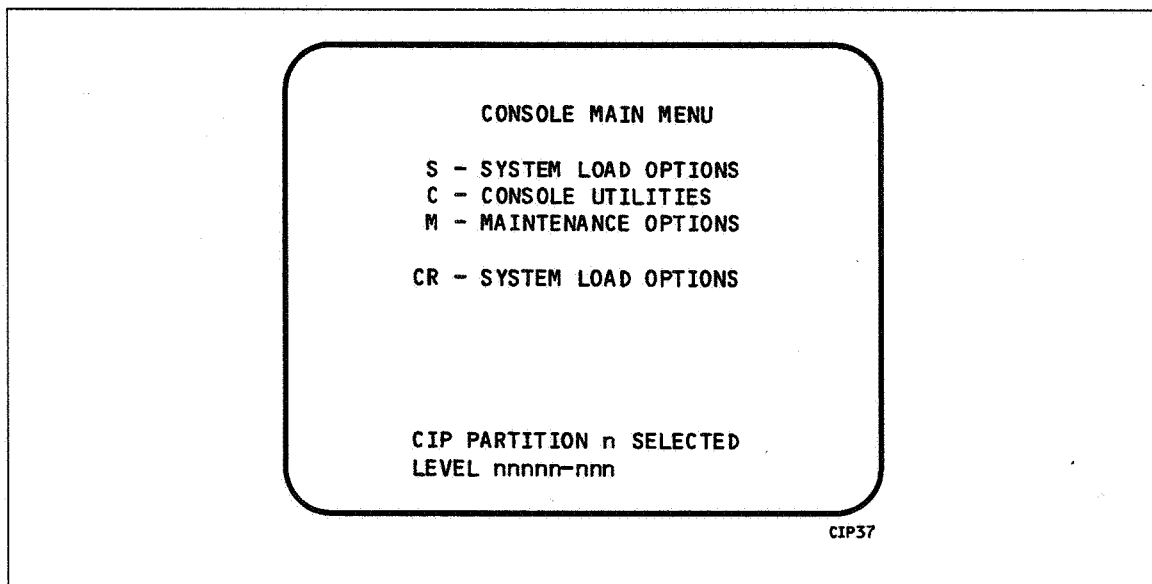 CONSOLE MAIN MENU
S - SYSTEM LOAD OPTIONS
C - CONSOLE UTILITIES
M - MAINTENANCE OPTIONS
CR - SYSTEM LOAD OPTIONS
CIP PARTITION n SELECTED
LEVEL nnnnn-nnn
CIP37